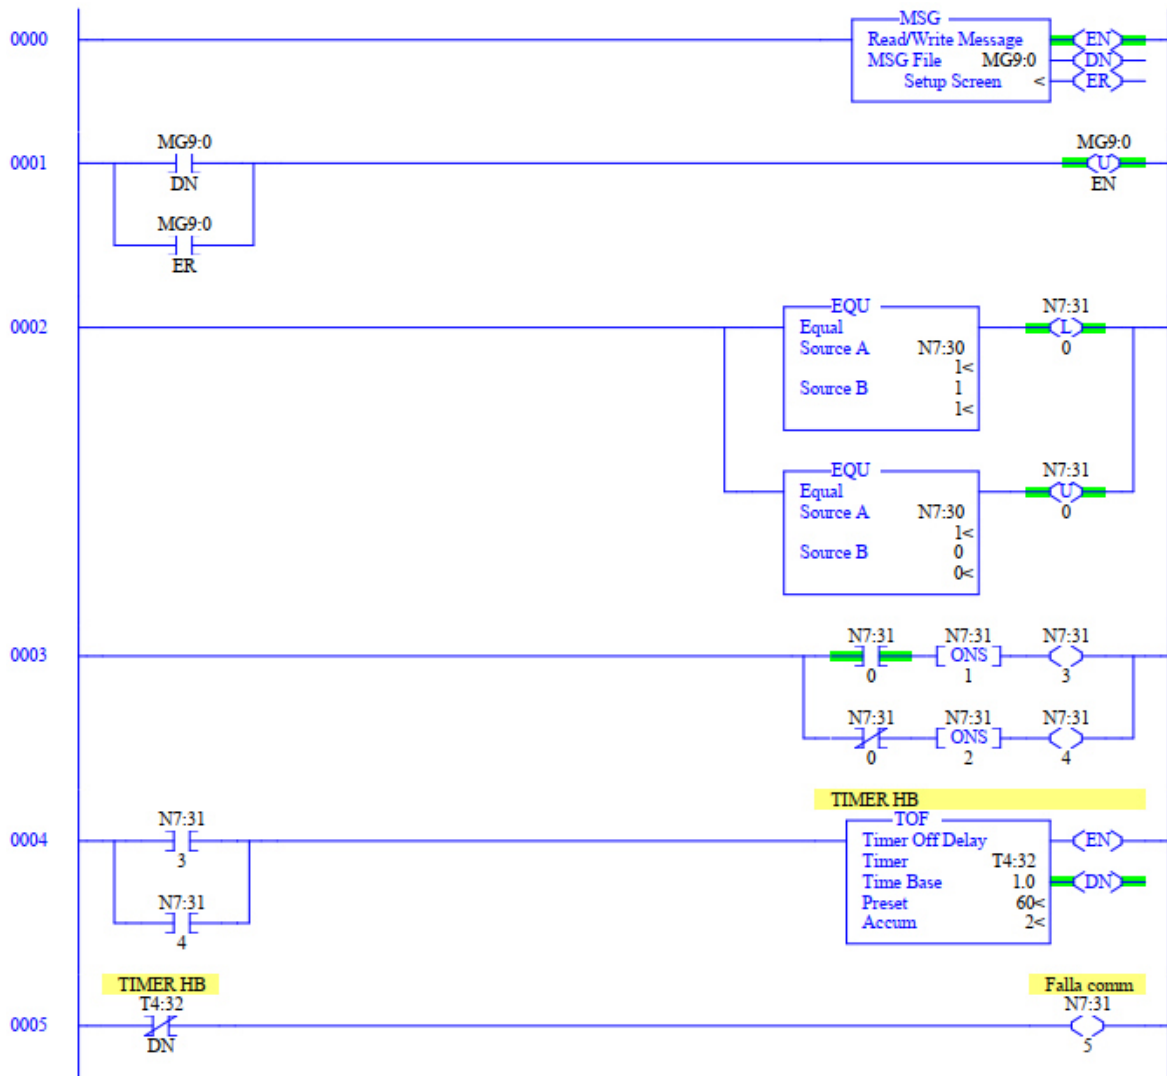 MSG
0000
Read/Write Message
EN
MSG File MG9:0
DN
Setup Screen <
ER
MG9:0
MG9:0
0001
DN
U
EN
MG9:0
ER
EQU
N7:31
0002
Equal
L
Source A N7:30
0
1<
Source B 1
1<
EQU
N7:31
Equal
U
Source A N7:30
0
1<
Source B 0
0<
N7:31 N7:31 N7:31
0003
ONS
0 1 3
N7:31 N7:31 N7:31
ONS
0 2 4
TIMER HB
N7:31
TOF
0004
Timer Off Delay
EN
3
Timer T4:32
Time Base 1.0
DN
N7:31
Preset 60<
Accum 2<
4
TIMER HB
Falla comm
T4:32
N7:31
0005
DN
5